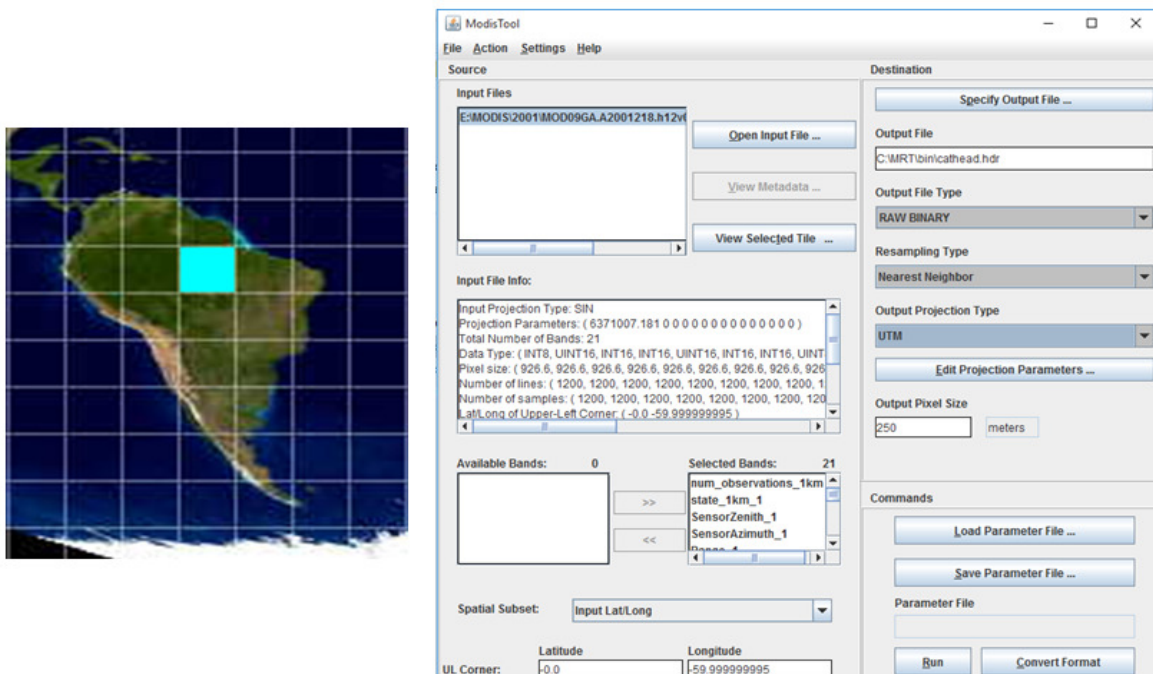 ModisTool
File Action Settings Help
Source
Input Files
E:\MODIS\2001\MOD09GA.A2001218.h12v
Open Input File ...
View Metadata ...
View Selected Tile ...
Input File Info:
Input Projection Type: SIN
Projection Parameters: ( 6371007.181 0 0 0 0 0 0 0 0 0 0 0 0 0 0 )
Total Number of Bands: 21
Data Type: ( INT8, UINT16, INT16, INT16, UINT16, INT16, INT16, UINT
Pixel size: ( 926.6, 926.6, 926.6, 926.6, 926.6, 926.6, 926.6, 926.6
Number of lines: ( 1200, 1200, 1200, 1200, 1200, 1200, 1200, 1
Number of samples: ( 1200, 1200, 1200, 1200, 1200, 1200, 120
Lat/Long of Upper-Left Corner: ( -0.0 -59.999999995 )
Available Bands: 0
Selected Bands: 21
num_observations_1km
state_1km_1
SensorZenith_1
SensorAzimuth_1
>>
<<
Spatial Subset: Input Lat/Long
Latitude Longitude
UL Corner: -0.0 -59.999999995
Destination
Specify Output File ...
Output File
C:\MRT\bin\cathead.hdr
Output File Type
RAW BINARY
Resampling Type
Nearest Neighbor
Output Projection Type
UTM
Edit Projection Parameters ...
Output Pixel Size
250 meters
Commands
Load Parameter File ...
Save Parameter File ...
Parameter File
Run Convert Format